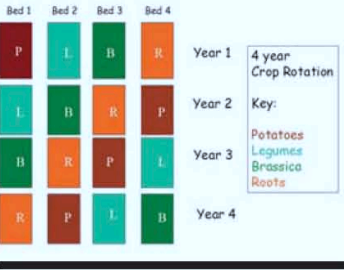 Bed 1 Bed 2 Bed 3 Bed 4
P L B R Year 1
L B R P Year 2
B R P L Year 3
R P L B Year 4
4 year
Crop Rotation
Key:
Potatoes
Legumes
Brassica
Roots